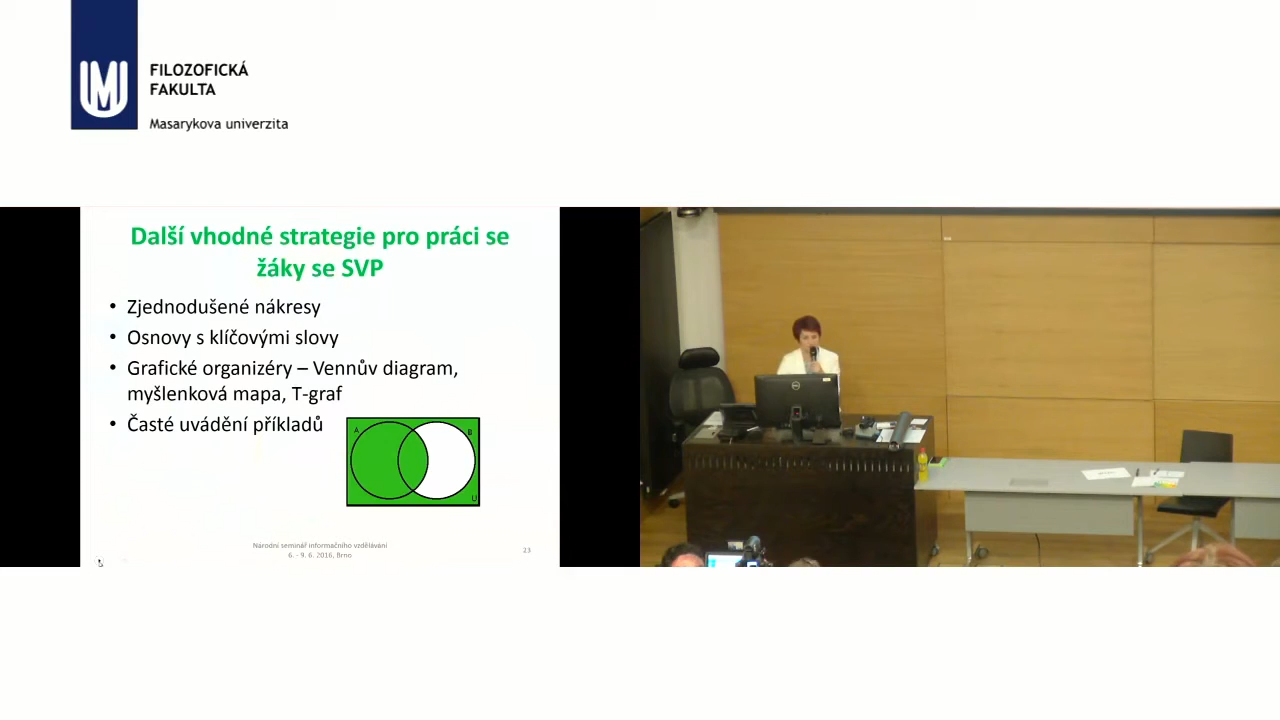 FILOZOFICKÁ
FAKULTA
Masarykova univerzita
Další vhodné strategie pro práci se
žáky se SVP
• Zjednodušené nákresy
• Osnovy s klíčovými slovy
• Grafické organizéry – Vennův diagram,
myšlenková mapa, T-graf
• Časté uvádění příkladů
A
B
U
Národní seminář informačního vzdělávání
6. - 9. 6. 2016, Brno
23
DELL